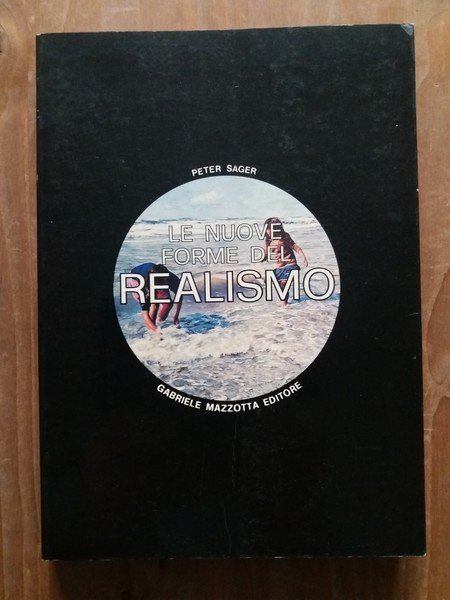 PETER SAGER
LE NUOVE
FORME DEL
REALISMO
GABRIELE MAZZOTTA EDITORE